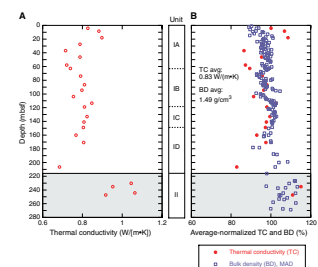 A
Unit
B
0
20
40
60
80
100
120
140
160
180
200
220
240
260
280
Depth (mbsf)
IA
IB
IC
ID
II
TC avg:
0.83 W/(m•K)
BD avg:
1.49 g/cm³
0.6
0.8
1
1.2
Thermal conductivity (W/[m•K])
60
80
100
120
Average-normalized TC and BD (%)
Thermal conductivity (TC)
Bulk density (BD), MAD